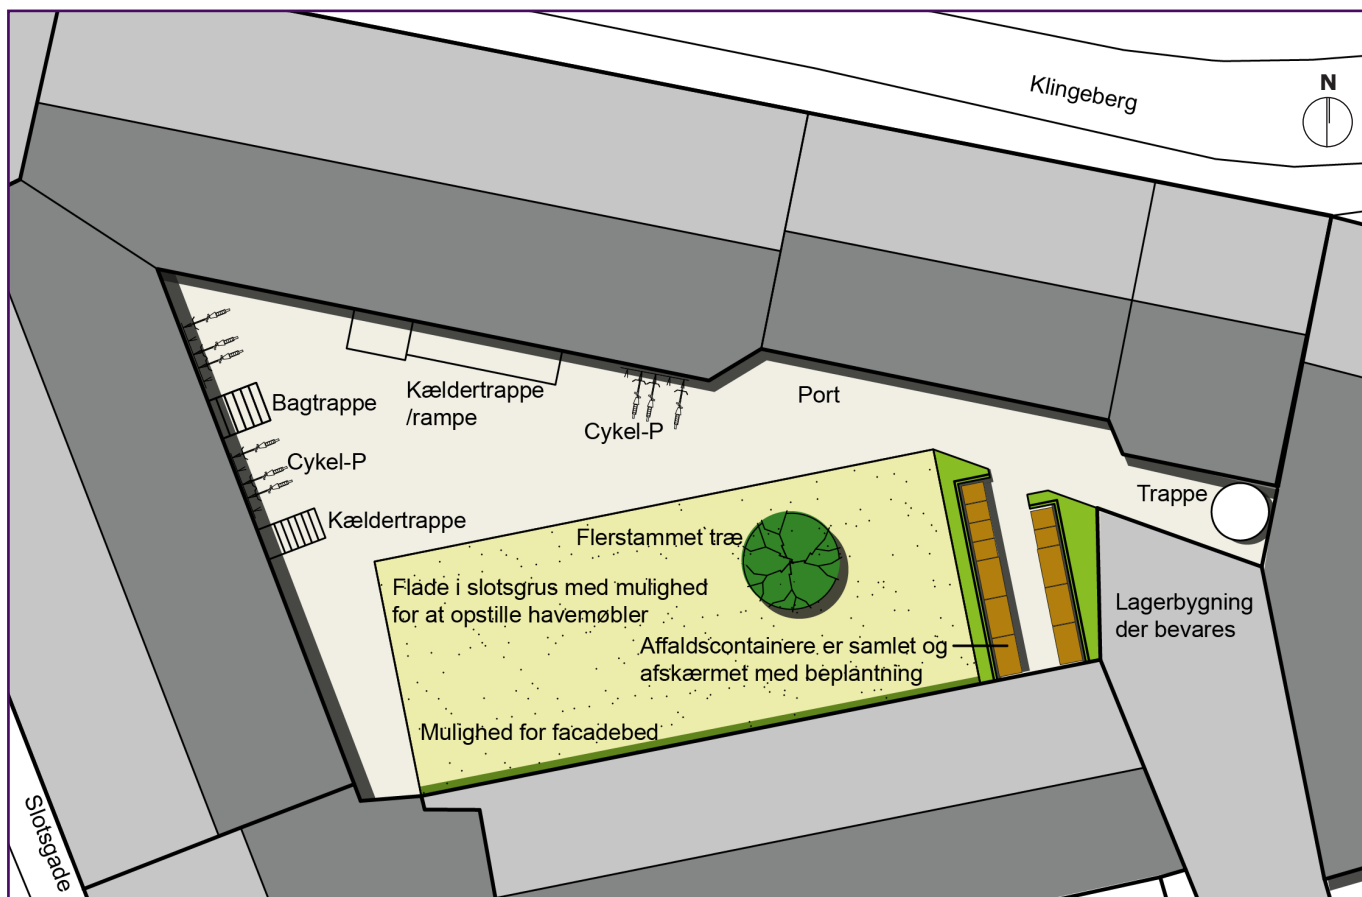 Klingeberg
N
Kældertrappe
/rampe
Bagtrappe
Port
Cykel-P
Cykel-P
Trappe
Kældertrappe
Flerstammet træ
Flade i slotsgrus med mulighed
for at opstille havemøbler
Lagerbygning
der bevares
Affaldscontainere er samlet og
afskærmet med beplantning
Mulighed for facadebed
Slotsgade